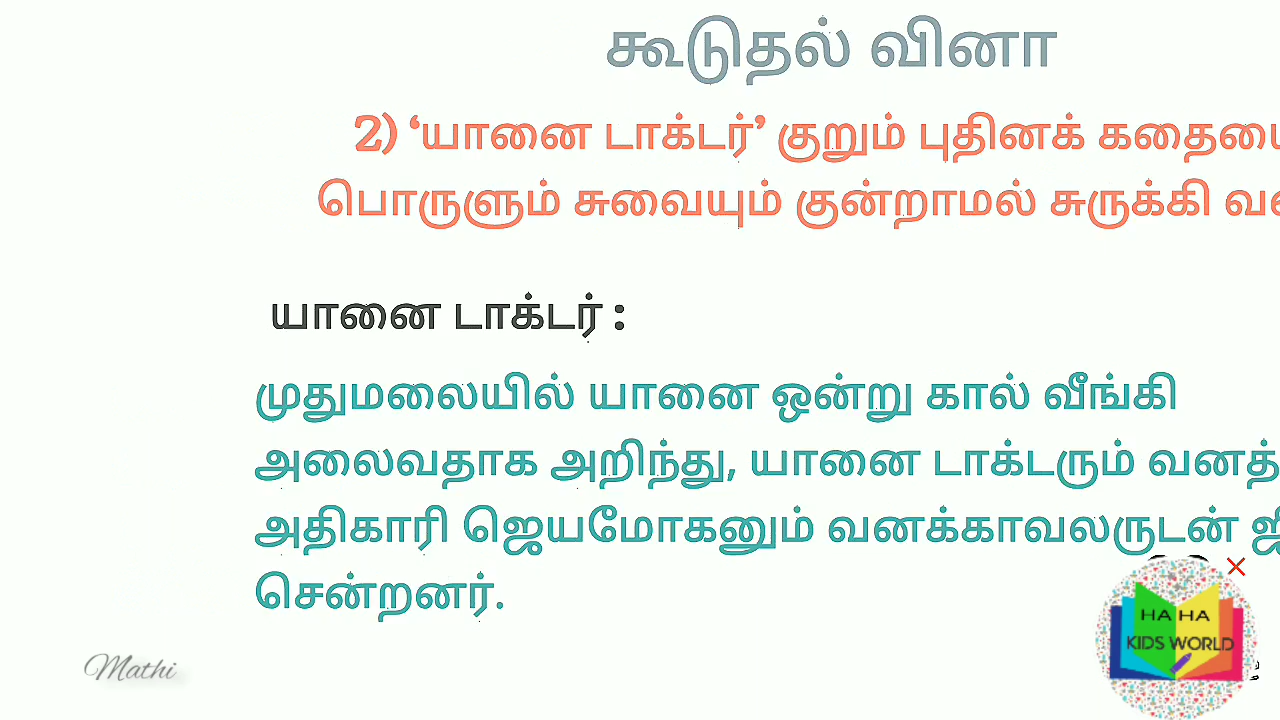 கூடுதல் வினா
2) ‘யானை டாக்டர்’ குறும் புதினக் கதையை
பொருளும் சுவையும் குன்றாமல் சுருக்கி
யானை டாக்டர் :
முதுமலையில் யானை ஒன்று கால் வீங்கி
அலைவதாக அறிந்து, யானை டாக்டரும்
அதிகாரி ஜெயமோகனும் வனக்காவலருடன்
சென்றனர்.
HA HA
KIDS WORLD
Mathi